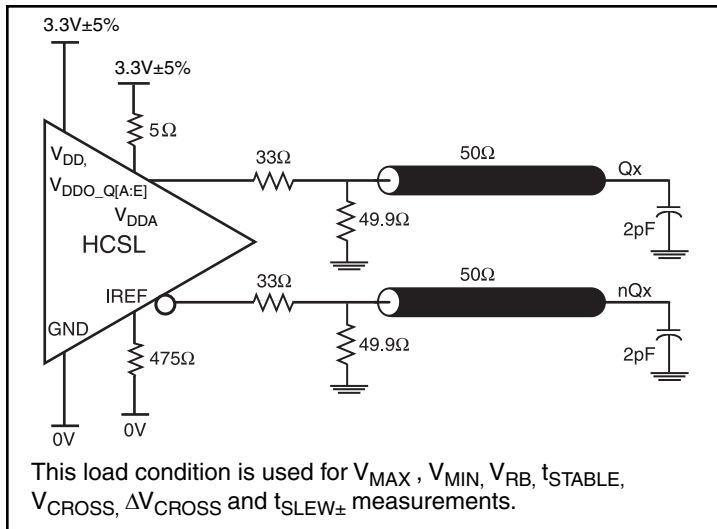 3.3V±5%
3.3V±5%
5Ω
33Ω
50Ω
Qx
VDD,
VDDO_Q[A:E]
VDDA
49.9Ω
2pF
HCSL
33Ω
50Ω
nQx
IREF
GND
49.9Ω
2pF
475Ω
0V
0V
This load condition is used for VMAX , VMIN, VRB, tSTABLE,
VCROSS, ΔVCROSS and tSLEW± measurements.